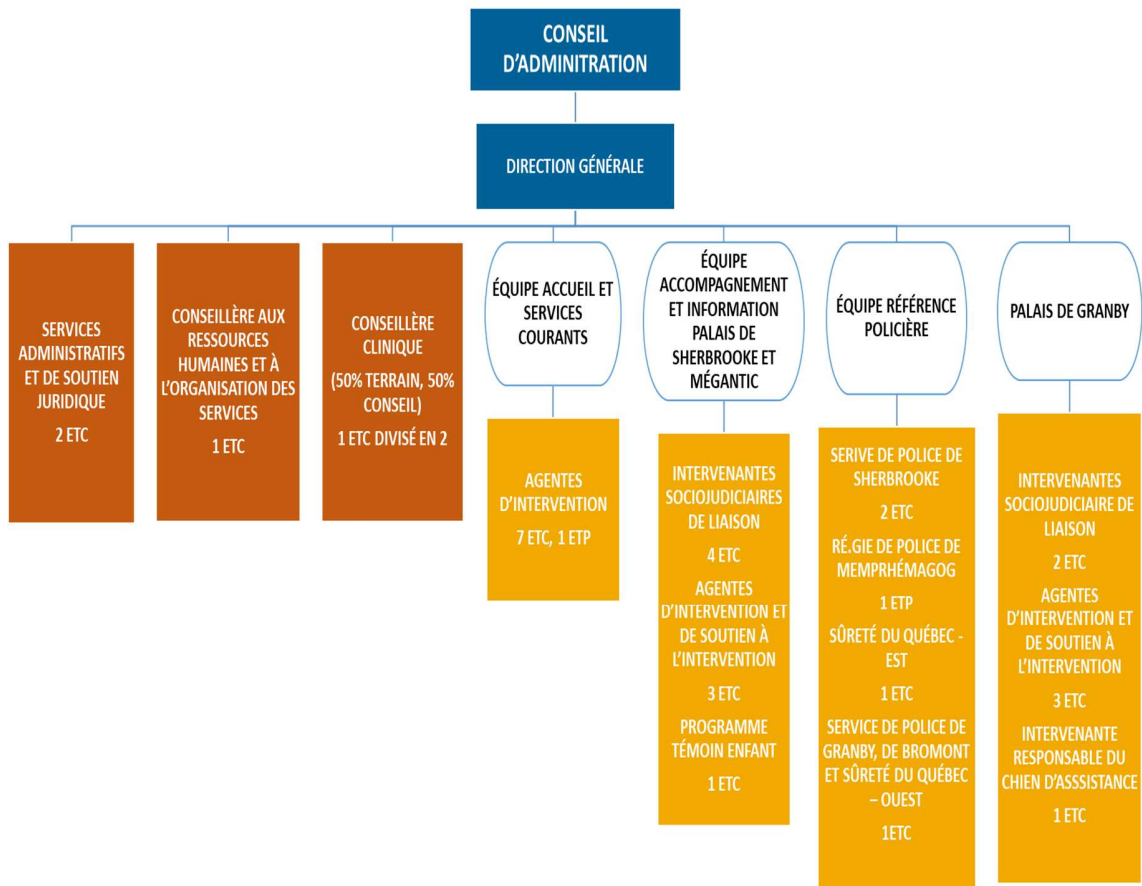 CONSEIL
D'ADMINITRATION
DIRECTION GÉNÉRALE
SERVICES
ADMINISTRATIFS
ET DE SOUTIEN
JURIDIQUE
2 ETC
CONSEILLÈRE AUX
RESSOURCES
HUMAINES ET À
L'ORGANISATION DES
SERVICES
1 ETC
CONSEILLÈRE
CLINIQUE
(50% TERRAIN, 50%
CONSEIL)
1 ETC DIVISÉ EN 2
ÉQUIPE ACCUEIL ET
SERVICES
COURANTS
AGENTES
D'INTERVENTION
7 ETC, 1 ETP
ÉQUIPE
ACCOMPAGNEMENT
ET INFORMATION
PALAIS DE
SHERBROOKE ET
MÉGANTIC
INTERVENANTES
SOCIOJUDICIAIRES
DE LIAISON
4 ETC
AGENTES
D'INTERVENTION ET
DE SOUTIEN À
L'INTERVENTION
3 ETC
PROGRAMME
TÉMOIN ENFANT
1 ETC
ÉQUIPE RÉFÉRENCE
POLICIÈRE
SERIVE DE POLICE DE
SHERBROOKE
2 ETC
RÉ.GIE DE POLICE DE
MEMPRHÉMAGOG
1 ETP
SÛRETÉ DU QUÉBEC -
EST
1 ETC
SERVICE DE POLICE DE
GRANBY, DE BROMONT
ET SÛRETÉ DU QUÉBEC
– OUEST
1ETC
PALAIS DE GRANBY
INTERVENANTES
SOCIOJUDICIAIRE DE
LIAISON
2 ETC
AGENTES
D'INTERVENTION ET
DE SOUTIEN À
L'INTERVENTION
3 ETC
INTERVENANTE
RESPONSABLE DU
CHIEN D'ASSSISTANCE
1 ETC